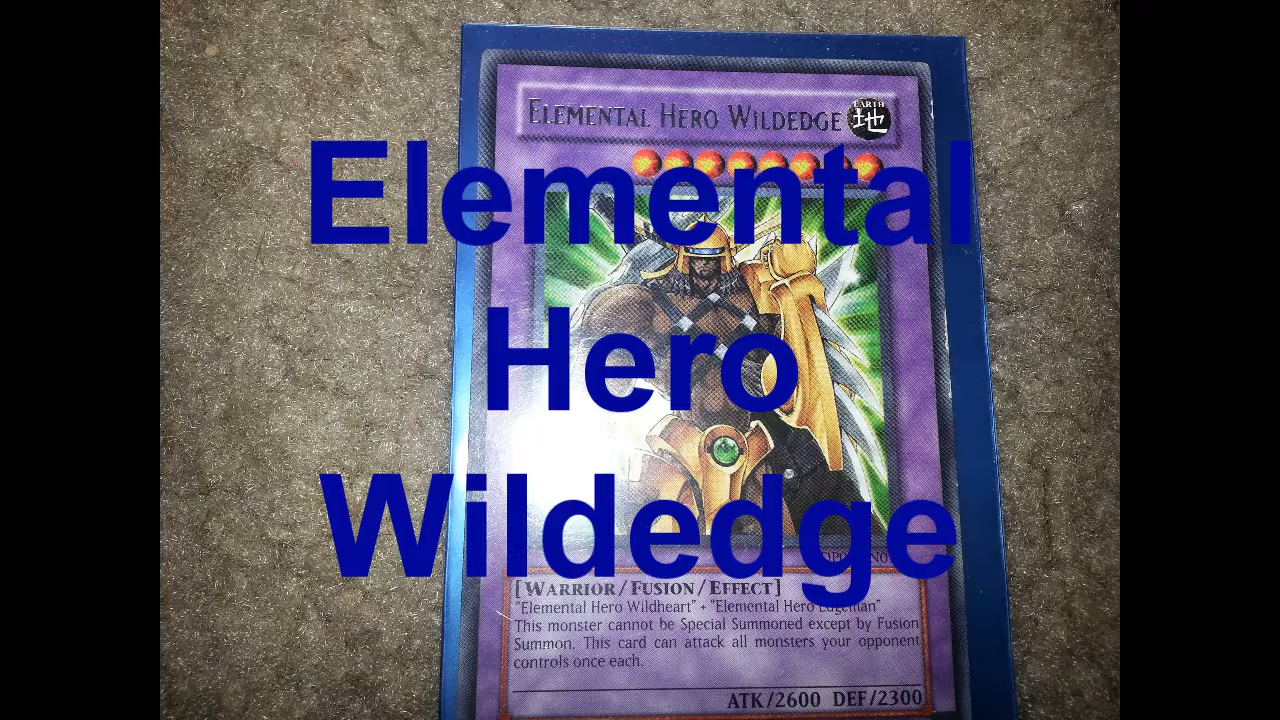 Elemental Hero Wildedge
EARTH
地
Elemental
Hero
Wildedge
[Warrior/Fusion/Effect]
"Elemental Hero Wildheart" + "Elemental Hero Edgeman"
This monster cannot be Special Summoned except by Fusion
Summon. This card can attack all monsters your opponent
controls once each.
ATK/2600 DEF/2300